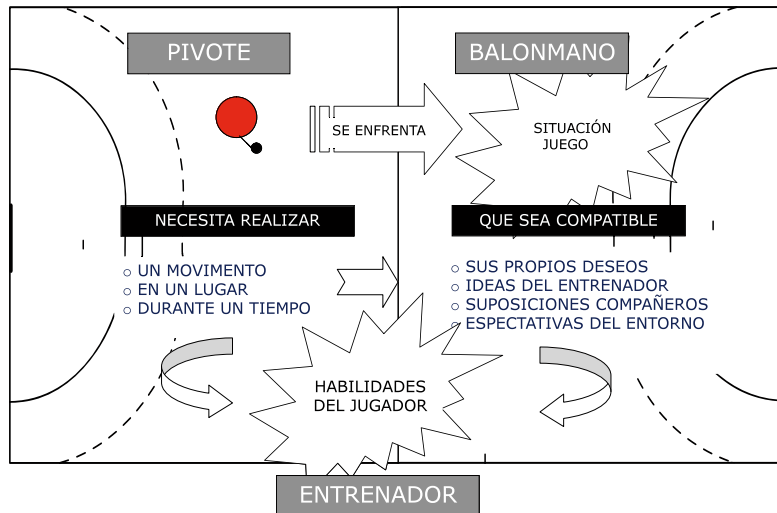 PIVOTE
BALONMANO
SE ENFRENTA
SITUACIÓN
JUEGO
NECESITA REALIZAR
QUE SEA COMPATIBLE
○ UN MOVIMENTO
○ EN UN LUGAR
○ DURANTE UN TIEMPO
○ SUS PROPIOS DESEOS
○ IDEAS DEL ENTRENADOR
○ SUPOSICIONES COMPAÑEROS
○ ESPECTATIVAS DEL ENTORNO
HABILIDADES
DEL JUGADOR
ENTRENADOR